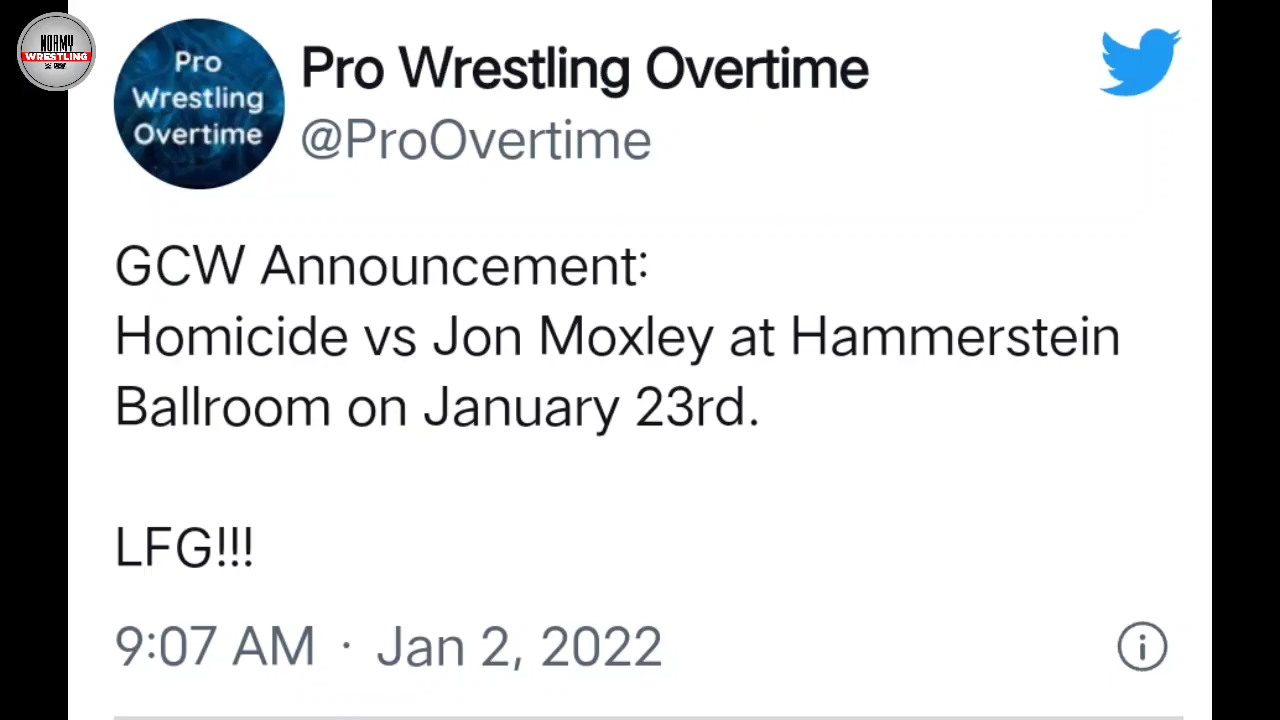 NORMY
WRESTLING
Pro
Wrestling
Overtime
Pro Wrestling Overtime
@ProOvertime
GCW Announcement:
Homicide vs Jon Moxley at Hammerstein
Ballroom on January 23rd.
LFG!!!
9:07 AM · Jan 2, 2022